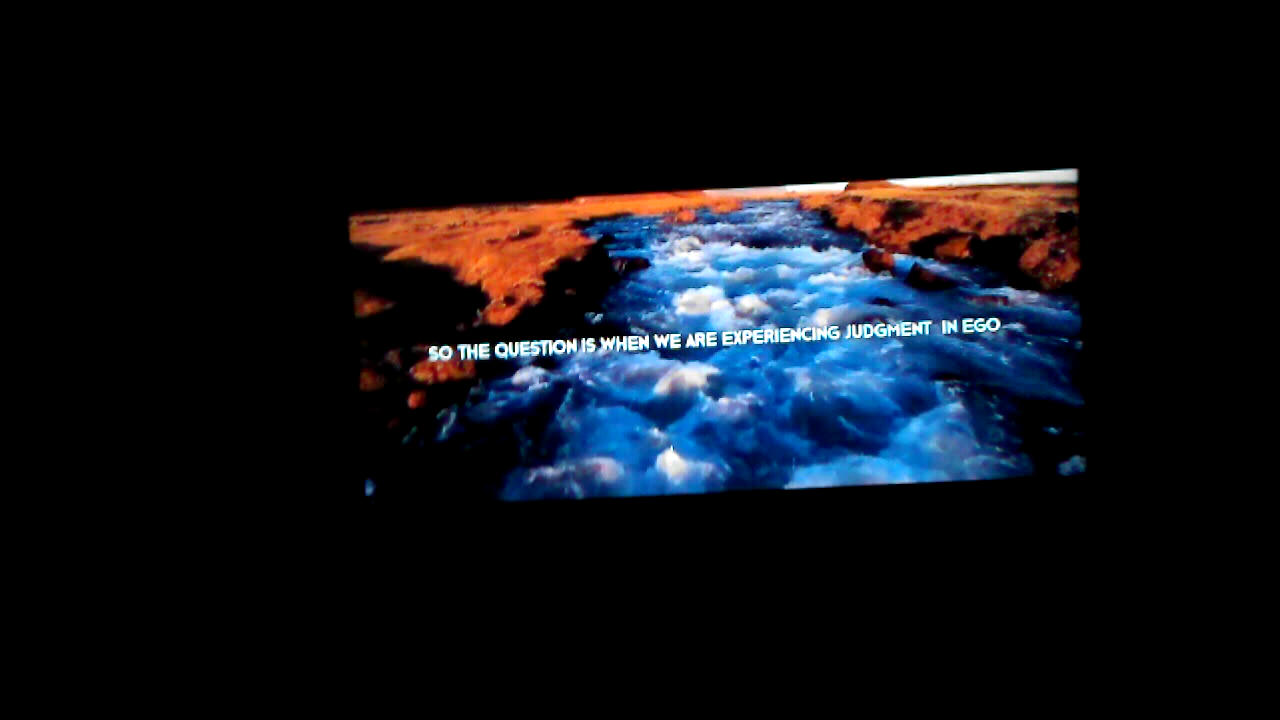 SO THE QUESTION IS WHEN WE ARE EXPERIENCING JUDGMENT IN EGO